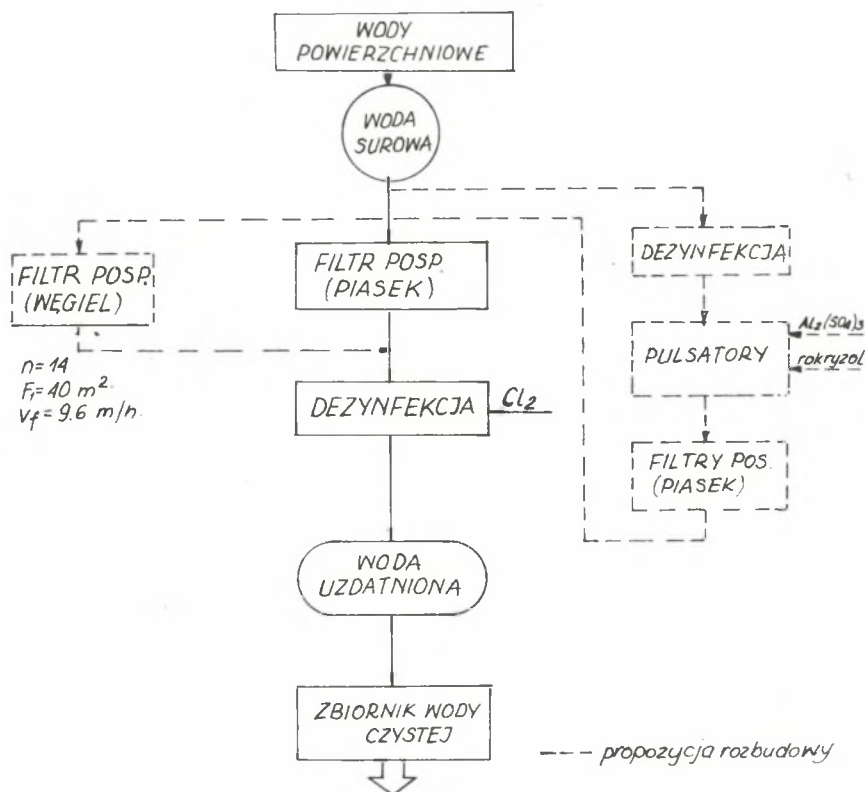 WODY
POWIERZCHNIOWE
WODA
SUROWA
FILTR POSP.
(WĘGIEL)
n=14
F₁=40 m²
Vf=9.6 m/h.
FILTR POSP.
(PIASEK)
DEZYNFEKCJA
Cl₂
WODA
UZDATNIONA
ZBIORNIK WODY
CZYSTEJ
DEZYNFEKCJA
PULSATORY
Al₂(SO₄)3
rokryzol
FILTRY POS.
(PIASEK)
propozycja rozbudowy